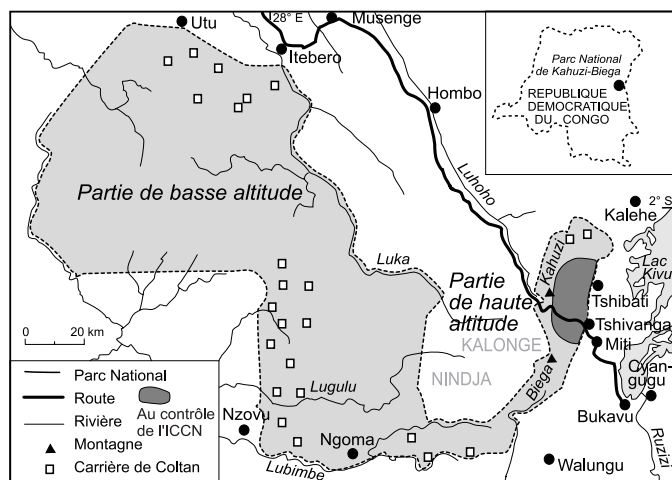 Utu
28° E
Musenge
Itebero
Hombo
Parc National
de Kahuzi-Biega
REPUBLIQUE
DEMOCRATIQUE
DU CONGO
Luhoho
Partie de basse altitude
2° S
Kalehe
Lac
Kivu
Kahuzi
Luka
Partie
de haute
altitude
Tshibati
Tshivanga
Miti
KALONGE
NINDJA
Biega
Cyan-
gugu
Bukavu
Ruzizi
0 20 km
Lugulu
Nzovu
Ngoma
Lubimbe
Walungu
Parc National
Route
Rivière
Montagne
Carrière de Coltan
Au contrôle
de l'ICCN